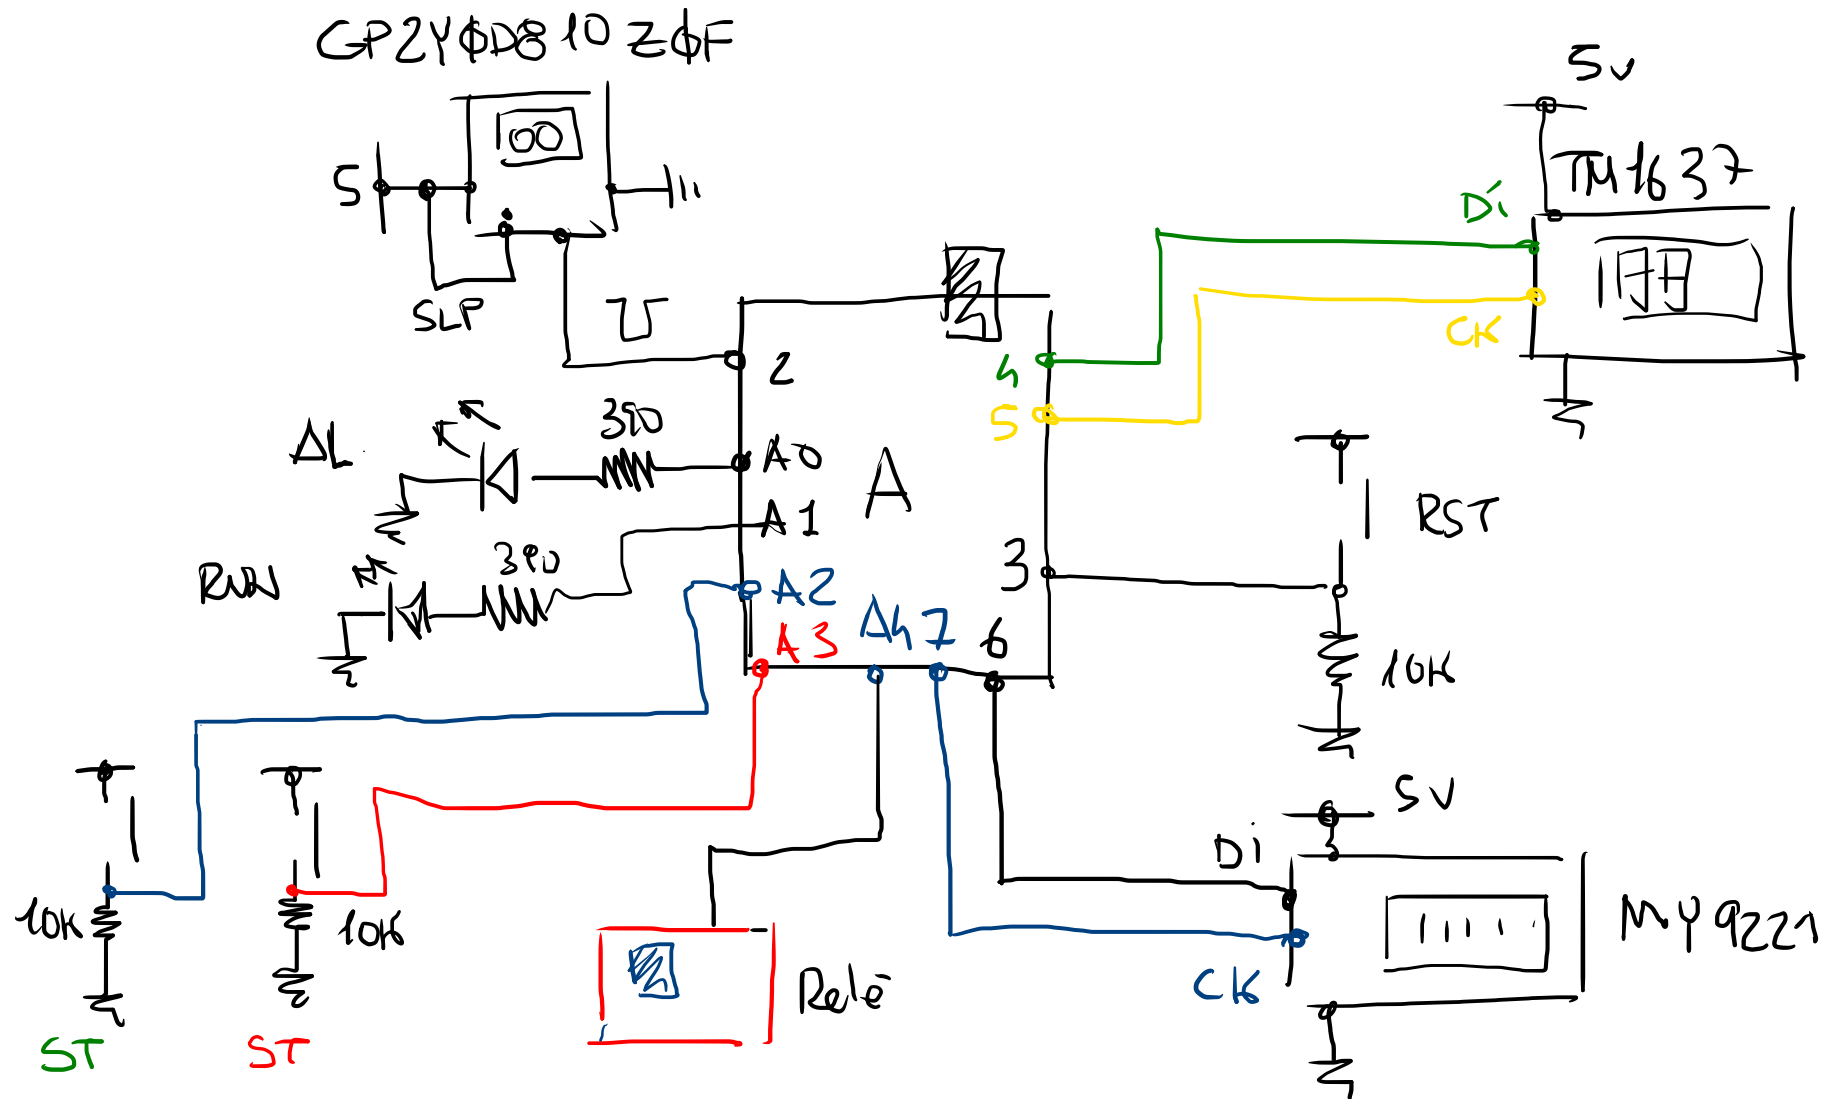 GP2Y0D810Z0F
5V
TM1637
5
Di
SLP
U
CK
2
4
5
390
AL
A0
A
A1
RST
390
RUN
3
A2
A3
A4
7
6
10K
5V
Di
MY9221
10K
10K
Relè
CK
ST
ST